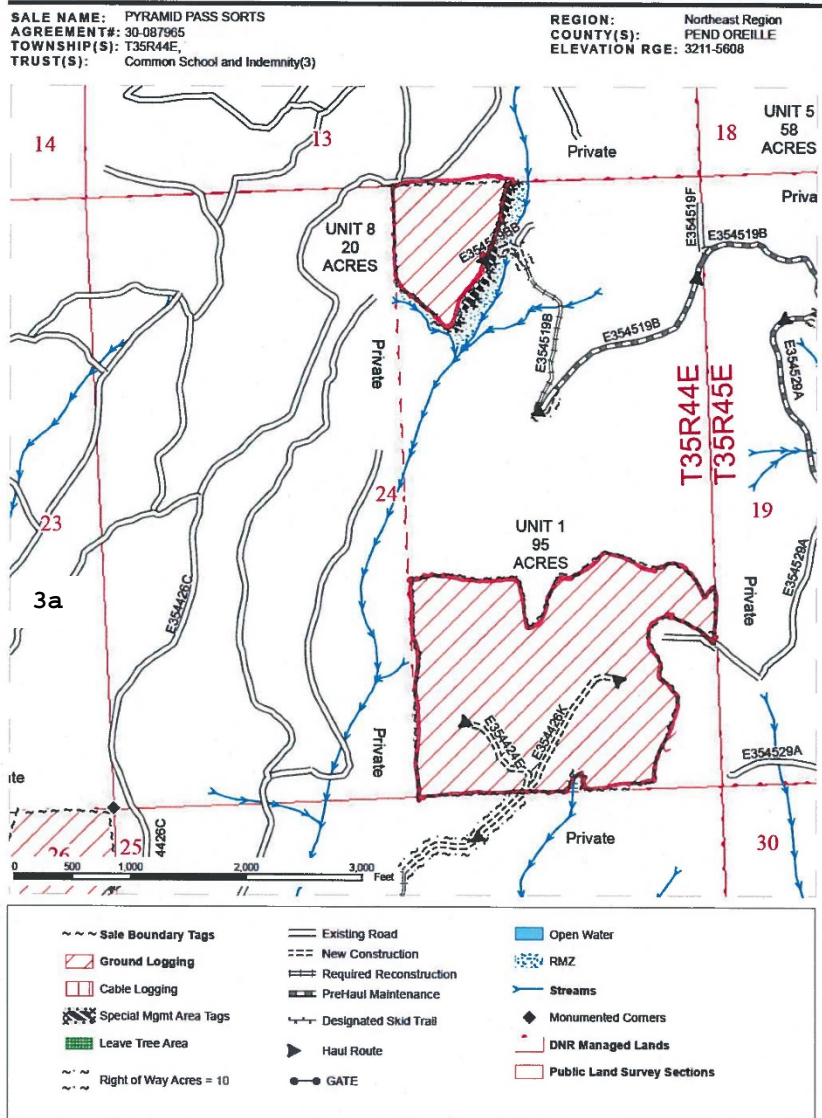 SALE NAME: PYRAMID PASS SORTS
AGREEMENT#: 30-087965
TOWNSHIP(S): T35R44E,
TRUST(S): Common School and Indemnity(3)
REGION: Northeast Region
COUNTY(S): PEND OREILLE
ELEVATION RGE: 3211-5608
14
13
18
UNIT 5
58
ACRES
Private
Priva
UNIT 8
20
ACRES
E354519F
E354519B
E354519B
E354519B
Private
T35R44E
T35R45E
E354529A
23
24
19
UNIT 1
95
ACRES
3a
E354426C
Private
E354529A
E354426K
Private
E354529A
te
Private
26
25
30
4426C
0 500 1,000 2,000 3,000
Feet
Sale Boundary Tags
Ground Logging
Cable Logging
Special Mgmt Area Tags
Leave Tree Area
Right of Way Acres = 10
Existing Road
New Construction
Required Reconstruction
PreHaul Maintenance
Designated Skid Trail
Haul Route
GATE
Open Water
RMZ
Streams
Monumented Corners
DNR Managed Lands
Public Land Survey Sections